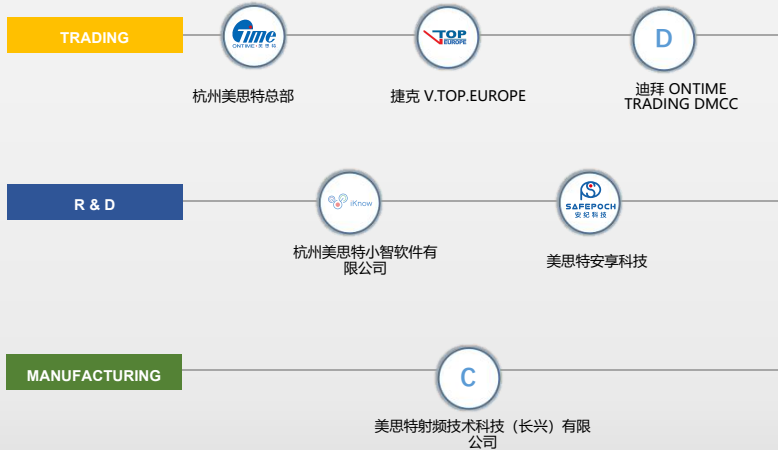 TRADING
Time
ONTIME·美思特
TOP
EUROPE
D
杭州美思特总部
捷克 V.TOP.EUROPE
迪拜 ONTIME
TRADING DMCC
R & D
iKnow
SAFEPOCH
安纪科技
杭州美思特小智软件有
限公司
美思特安享科技
MANUFACTURING
C
美思特射频技术科技（长兴）有限
公司